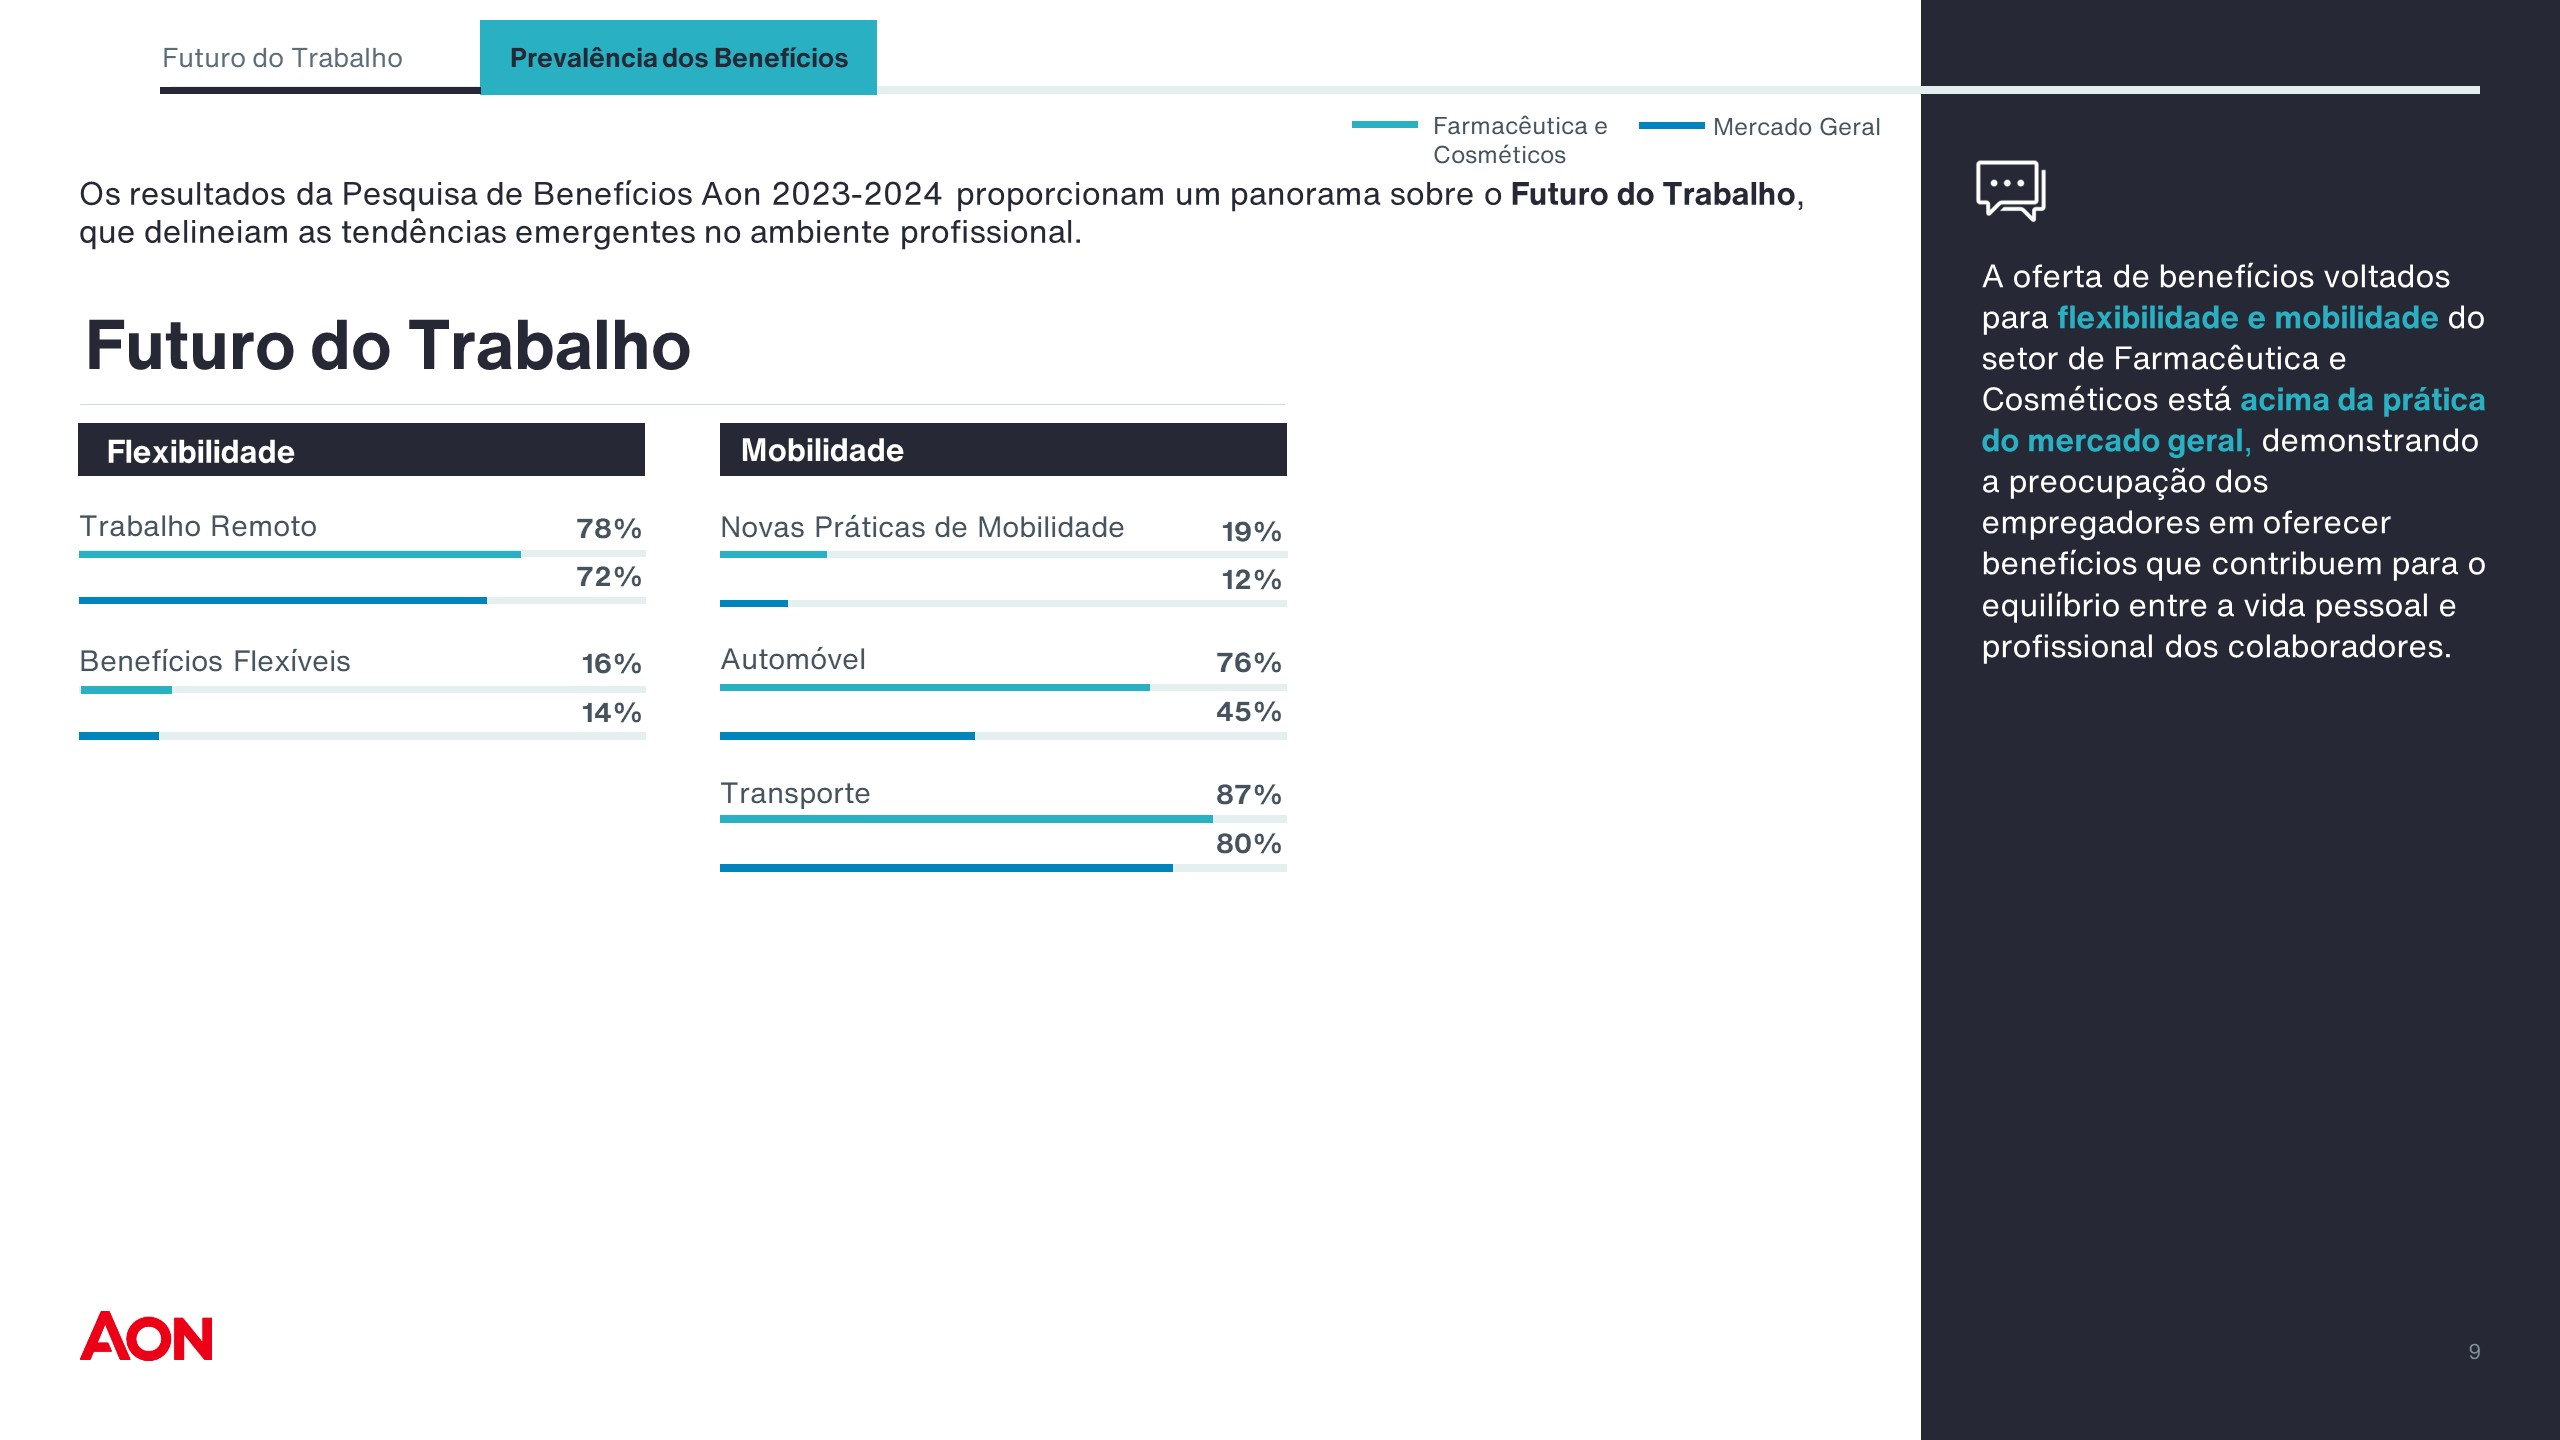 Futuro do Trabalho
Prevalência dos Benefícios
Farmacêutica e
Cosméticos
Mercado Geral
Os resultados da Pesquisa de Benefícios Aon 2023-2024 proporcionam um panorama sobre o Futuro do Trabalho,
que delineiam as tendências emergentes no ambiente profissional.
Futuro do Trabalho
Flexibilidade
Trabalho Remoto 78%
72%
Benefícios Flexíveis 16%
14%
Mobilidade
Novas Práticas de Mobilidade 19%
12%
Automóvel 76%
45%
Transporte 87%
80%
A oferta de benefícios voltados
para flexibilidade e mobilidade do
setor de Farmacêutica e
Cosméticos está acima da prática
do mercado geral, demonstrando
a preocupação dos
empregadores em oferecer
benefícios que contribuem para o
equilíbrio entre a vida pessoal e
profissional dos colaboradores.
AON
9